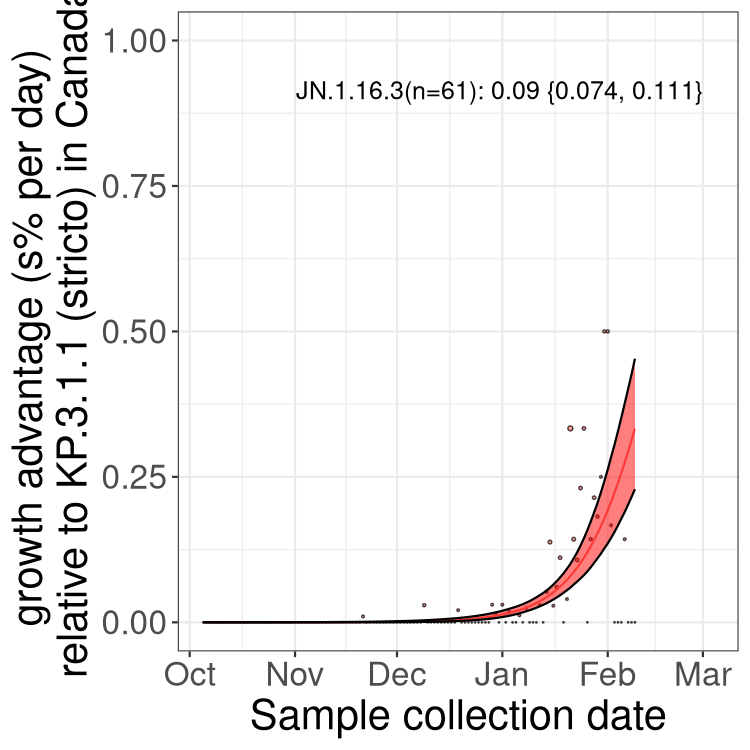 growth advantage (s% per day)
relative to KP.3.1.1 (stricto) in Canada
1.00
0.75
0.50
0.25
0.00
JN.1.16.3(n=61): 0.09 {0.074, 0.111}
Oct Nov Dec Jan Feb Mar
Sample collection date